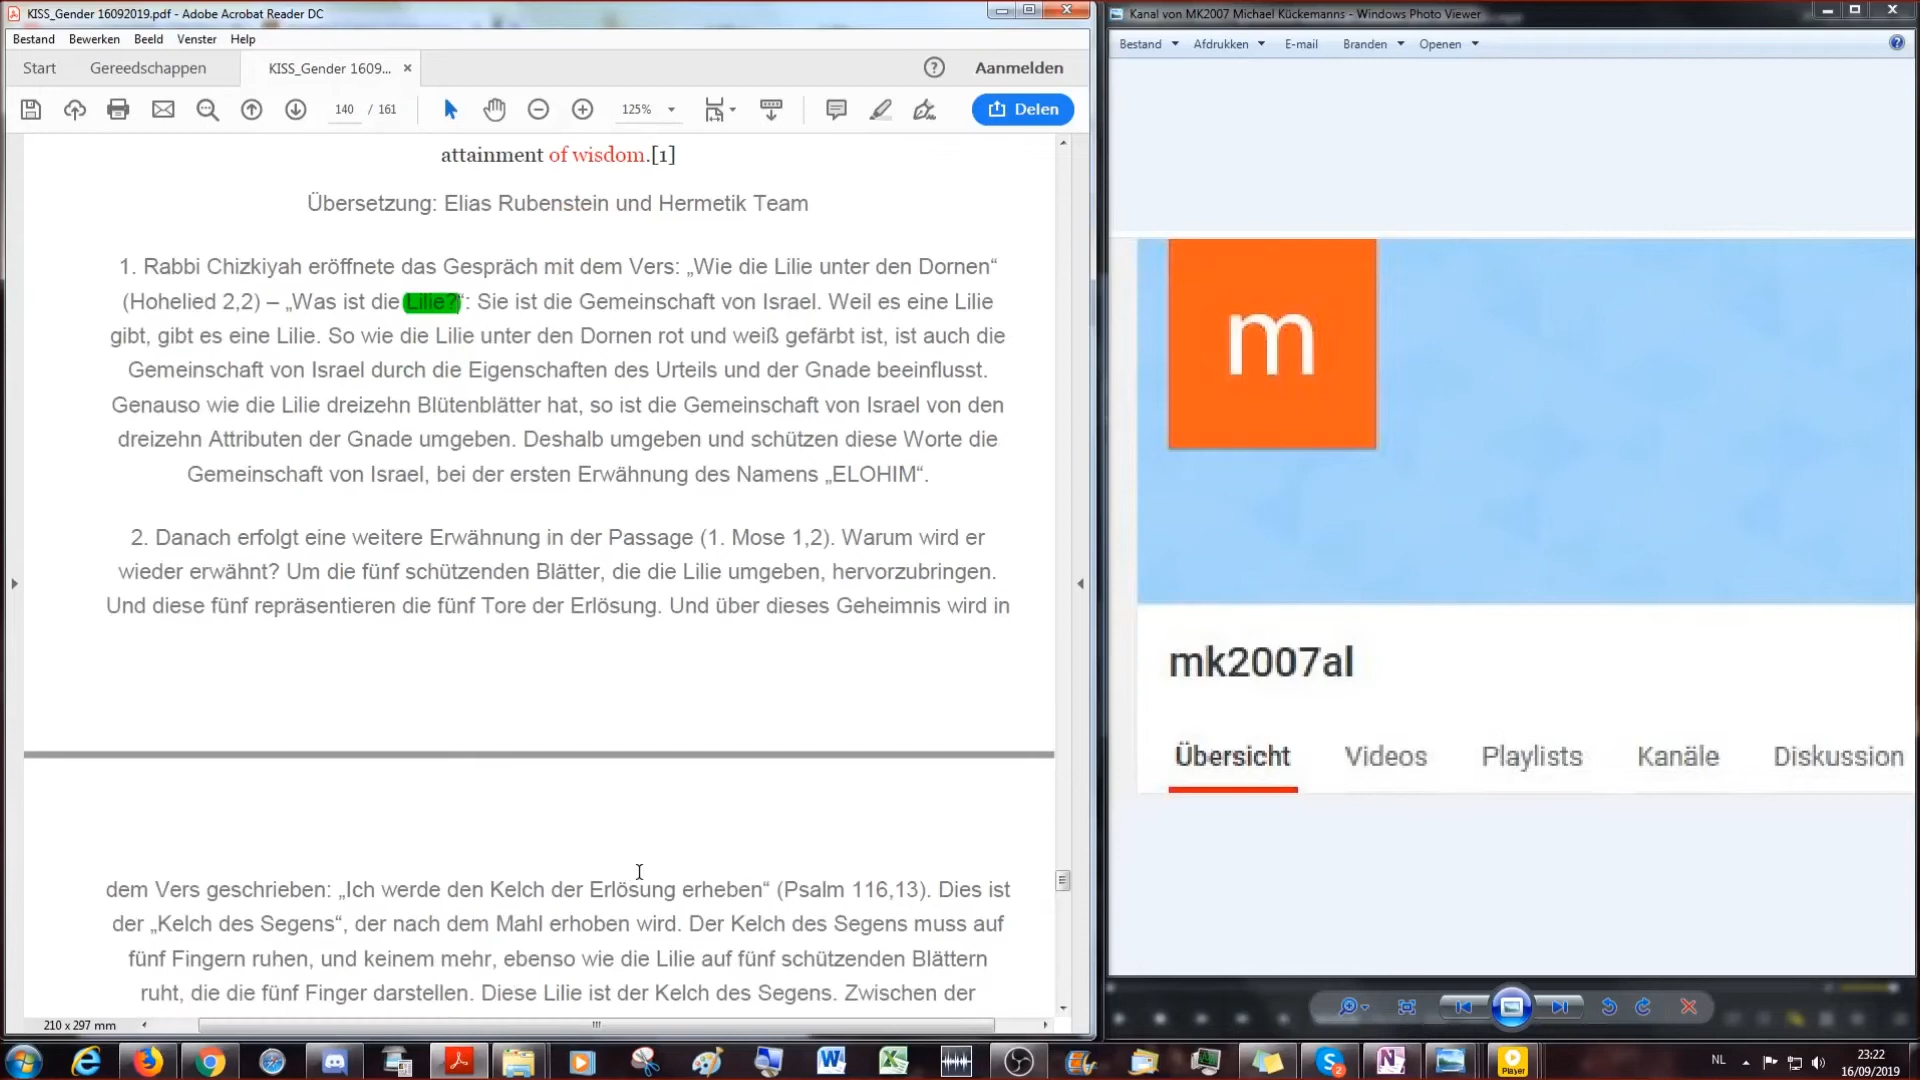 KISS_Gender 16092019.pdf - Adobe Acrobat Reader DC
Bestand Bewerken Beeld Venster Help
Start Gereedschappen KISS_Gender 1609... × Aanmelden
140 / 161 125% Delen
attainment of wisdom.[1]
Übersetzung: Elias Rubenstein und Hermetik Team
1. Rabbi Chizkiyah eröffnete das Gespräch mit dem Vers: „Wie die Lilie unter den Dornen“
(Hohelied 2,2) – „Was ist die Lilie?“: Sie ist die Gemeinschaft von Israel. Weil es eine Lilie
gibt, gibt es eine Lilie. So wie die Lilie unter den Dornen rot und weiß gefärbt ist, ist auch die
Gemeinschaft von Israel durch die Eigenschaften des Urteils und der Gnade beeinflusst.
Genauso wie die Lilie dreizehn Blütenblätter hat, so ist die Gemeinschaft von Israel von den
dreizehn Attributen der Gnade umgeben. Deshalb umgeben und schützen diese Worte die
Gemeinschaft von Israel, bei der ersten Erwähnung des Namens „ELOHIM“.
2. Danach erfolgt eine weitere Erwähnung in der Passage (1. Mose 1,2). Warum wird er
wieder erwähnt? Um die fünf schützenden Blätter, die die Lilie umgeben, hervorzubringen.
Und diese fünf repräsentieren die fünf Tore der Erlösung. Und über dieses Geheimnis wird in
dem Vers geschrieben: „Ich werde den Kelch der Erlösung erheben“ (Psalm 116,13). Dies ist
der „Kelch des Segens“, der nach dem Mahl erhoben wird. Der Kelch des Segens muss auf
fünf Fingern ruhen, und keinem mehr, ebenso wie die Lilie auf fünf schützenden Blättern
ruht, die die fünf Finger darstellen. Diese Lilie ist der Kelch des Segens. Zwischen der
210 x 297 mm
Kanal von MK2007 Michael Kückemanns - Windows Photo Viewer
Bestand Afdrukken E-mail Branden Openen
m
mk2007al
Übersicht Videos Playlists Kanäle Diskussion
Player
NL
23:22
16/09/2019